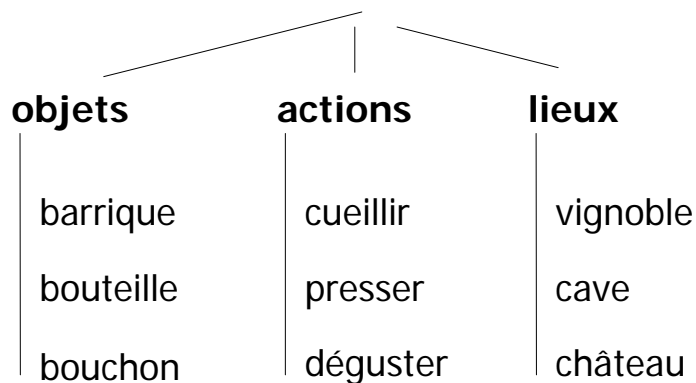 objets actions lieux
barrique cueillir vignoble
bouteille presser cave
bouchon déguster château